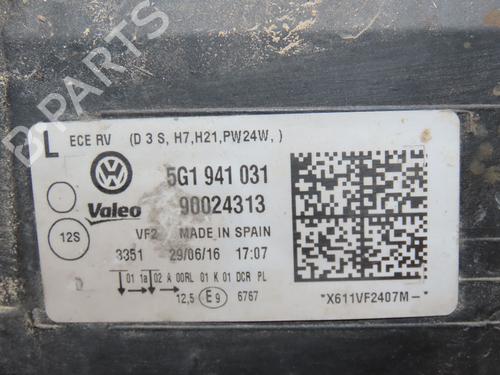 L ECE RV (D 3 S, H7,H21,PW24W, )
5G1 941 031
Valeo 90024313
12S VF2 MADE IN SPAIN
3351 29/06/16 17:07
D 01 1a 02 A 00RL 01 K 01 DCR PL
12,5 E9 6767
"X611VF2407M-"
B-PARTS